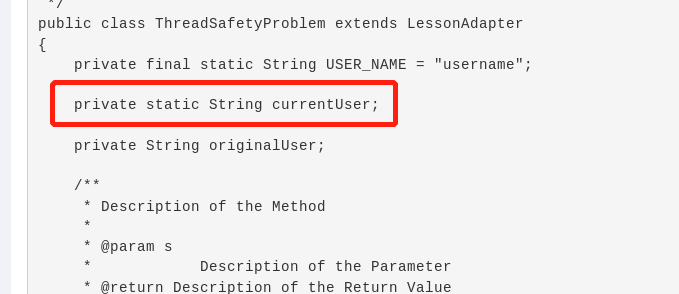 */
public class ThreadSafetyProblem extends LessonAdapter
{
private final static String USER_NAME = "username";
private static String currentUser;
private String originalUser;
/**
* Description of the Method
*
* @param s
* Description of the Parameter
* @return Description of the Return Value